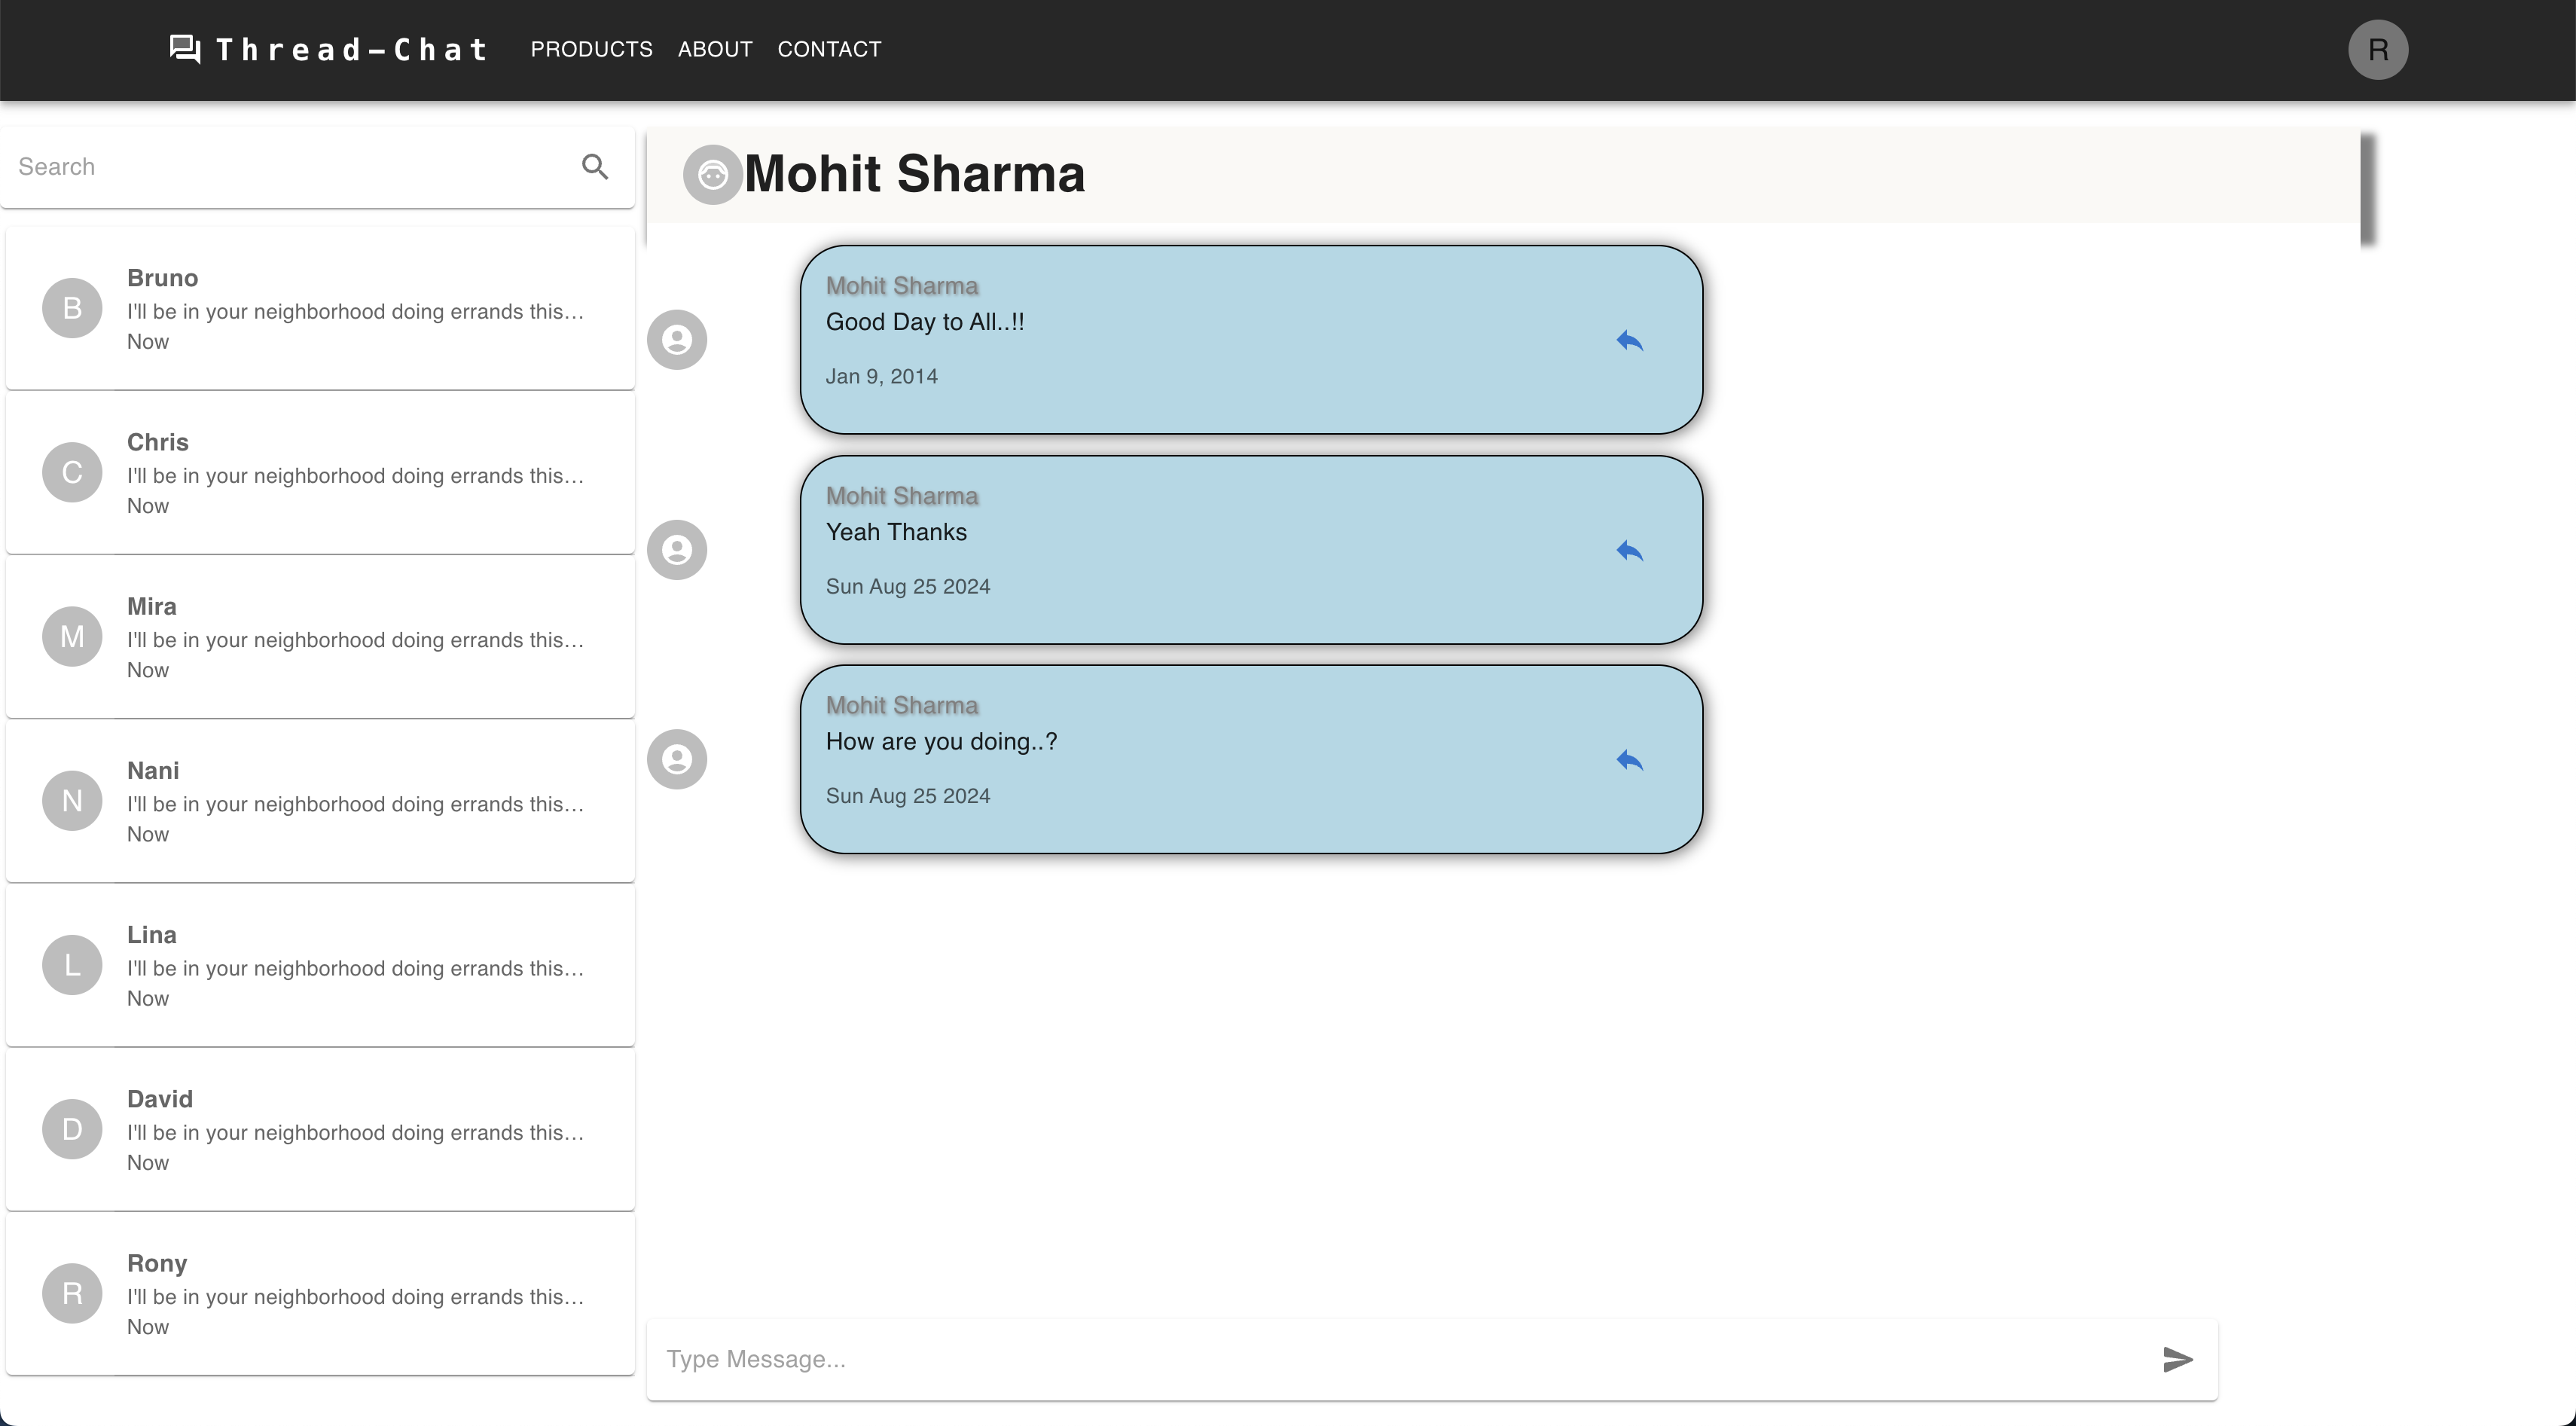 Thread-Chat PRODUCTS ABOUT CONTACT R
Search
B
Bruno
I'll be in your neighborhood doing errands this…
Now
C
Chris
I'll be in your neighborhood doing errands this…
Now
M
Mira
I'll be in your neighborhood doing errands this…
Now
N
Nani
I'll be in your neighborhood doing errands this…
Now
L
Lina
I'll be in your neighborhood doing errands this…
Now
D
David
I'll be in your neighborhood doing errands this…
Now
R
Rony
I'll be in your neighborhood doing errands this…
Now
Mohit Sharma
Mohit Sharma
Good Day to All..!!
Jan 9, 2014
Mohit Sharma
Yeah Thanks
Sun Aug 25 2024
Mohit Sharma
How are you doing..?
Sun Aug 25 2024
Type Message...